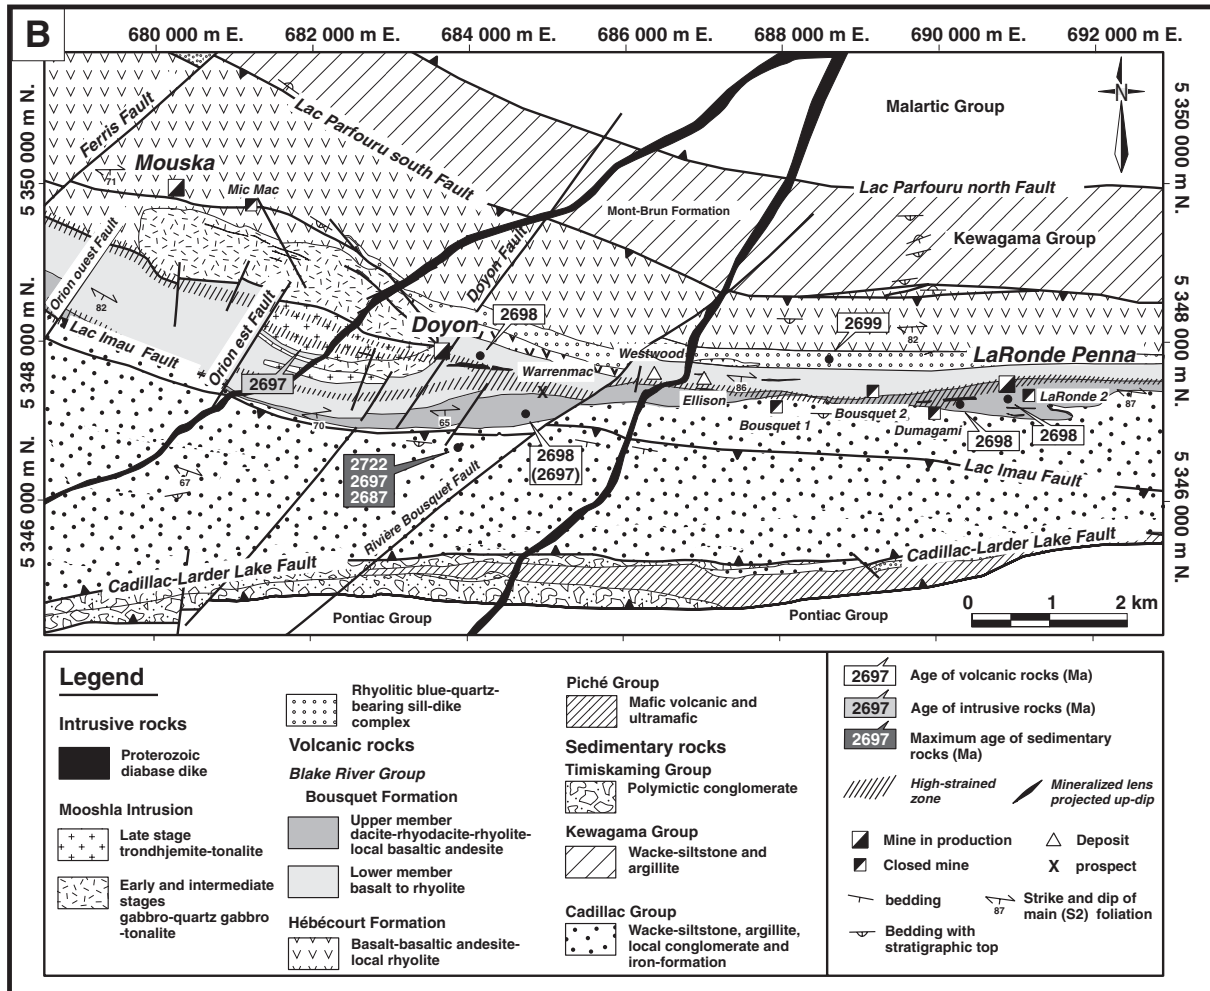 B
680 000 m E.
682 000 m E.
684 000 m E.
686 000 m E.
688 000 m E.
690 000 m E.
692 000 m E.
5 350 000 m N.
5 348 000 m N.
5 346 000 m N.
5 350 000 m N.
5 348 000 m N.
5 346 000 m N.
N
Malartic Group
Ferris Fault
Lac Parfouru south Fault
Mouska
71
Mic Mac
Lac Parfouru north Fault
Mont-Brun Formation
Kewagama Group
Orion ouest Fault
Doyon Fault
82
Lac Imau Fault
Orion est Fault
Doyon
2698
2699
82
Westwood
LaRonde Penna
Warrenmac
2697
86
Ellison
X
LaRonde 2
87
Bousquet 2
Bousquet 1
Dumagami
70
65
2698
2698
2698
(2697)
2722
2697
2687
67
Lac Imau Fault
Rivière Bousquet Fault
Cadillac-Larder Lake Fault
Cadillac-Larder Lake Fault
Pontiac Group
Pontiac Group
0 1 2 km
Legend
Intrusive rocks
Proterozoic
diabase dike
Mooshla Intrusion
Late stage
trondhjemite-tonalite
Early and intermediate
stages
gabbro-quartz gabbro
-tonalite
Rhyolitic blue-quartz-
bearing sill-dike
complex
Volcanic rocks
Blake River Group
Bousquet Formation
Upper member
dacite-rhyodacite-rhyolite-
local basaltic andesite
Lower member
basalt to rhyolite
Hébécourt Formation
Basalt-basaltic andesite-
local rhyolite
Piché Group
Mafic volcanic and
ultramafic
Sedimentary rocks
Timiskaming Group
Polymictic conglomerate
Kewagama Group
Wacke-siltstone and
argillite
Cadillac Group
Wacke-siltstone, argillite,
local conglomerate and
iron-formation
2697 Age of volcanic rocks (Ma)
2697 Age of intrusive rocks (Ma)
2697 Maximum age of sedimentary
rocks (Ma)
High-strained
zone
Mineralized lens
projected up-dip
Mine in production
Deposit
Closed mine
X prospect
bedding
87
Strike and dip of
main (S2) foliation
Bedding with
stratigraphic top